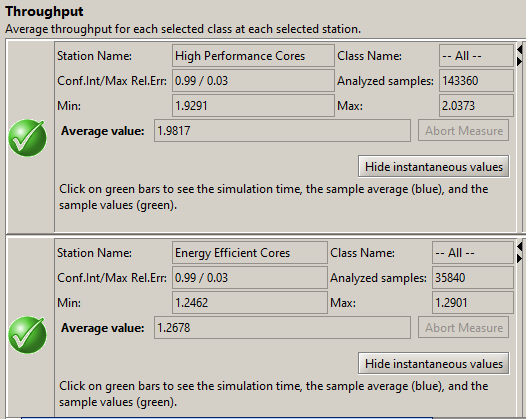 Throughput
Average throughput for each selected class at each selected station.
Station Name: High Performance Cores Class Name: -- All --
Conf.Int/Max Rel.Err: 0.99 / 0.03 Analyzed samples: 143360
Min: 1.9291 Max: 2.0373
Average value: 1.9817 Abort Measure
Hide instantaneous values
Click on green bars to see the simulation time, the sample average (blue), and the
sample values (green).
Station Name: Energy Efficient Cores Class Name: -- All --
Conf.Int/Max Rel.Err: 0.99 / 0.03 Analyzed samples: 35840
Min: 1.2462 Max: 1.2901
Average value: 1.2678 Abort Measure
Hide instantaneous values
Click on green bars to see the simulation time, the sample average (blue), and the
sample values (green).